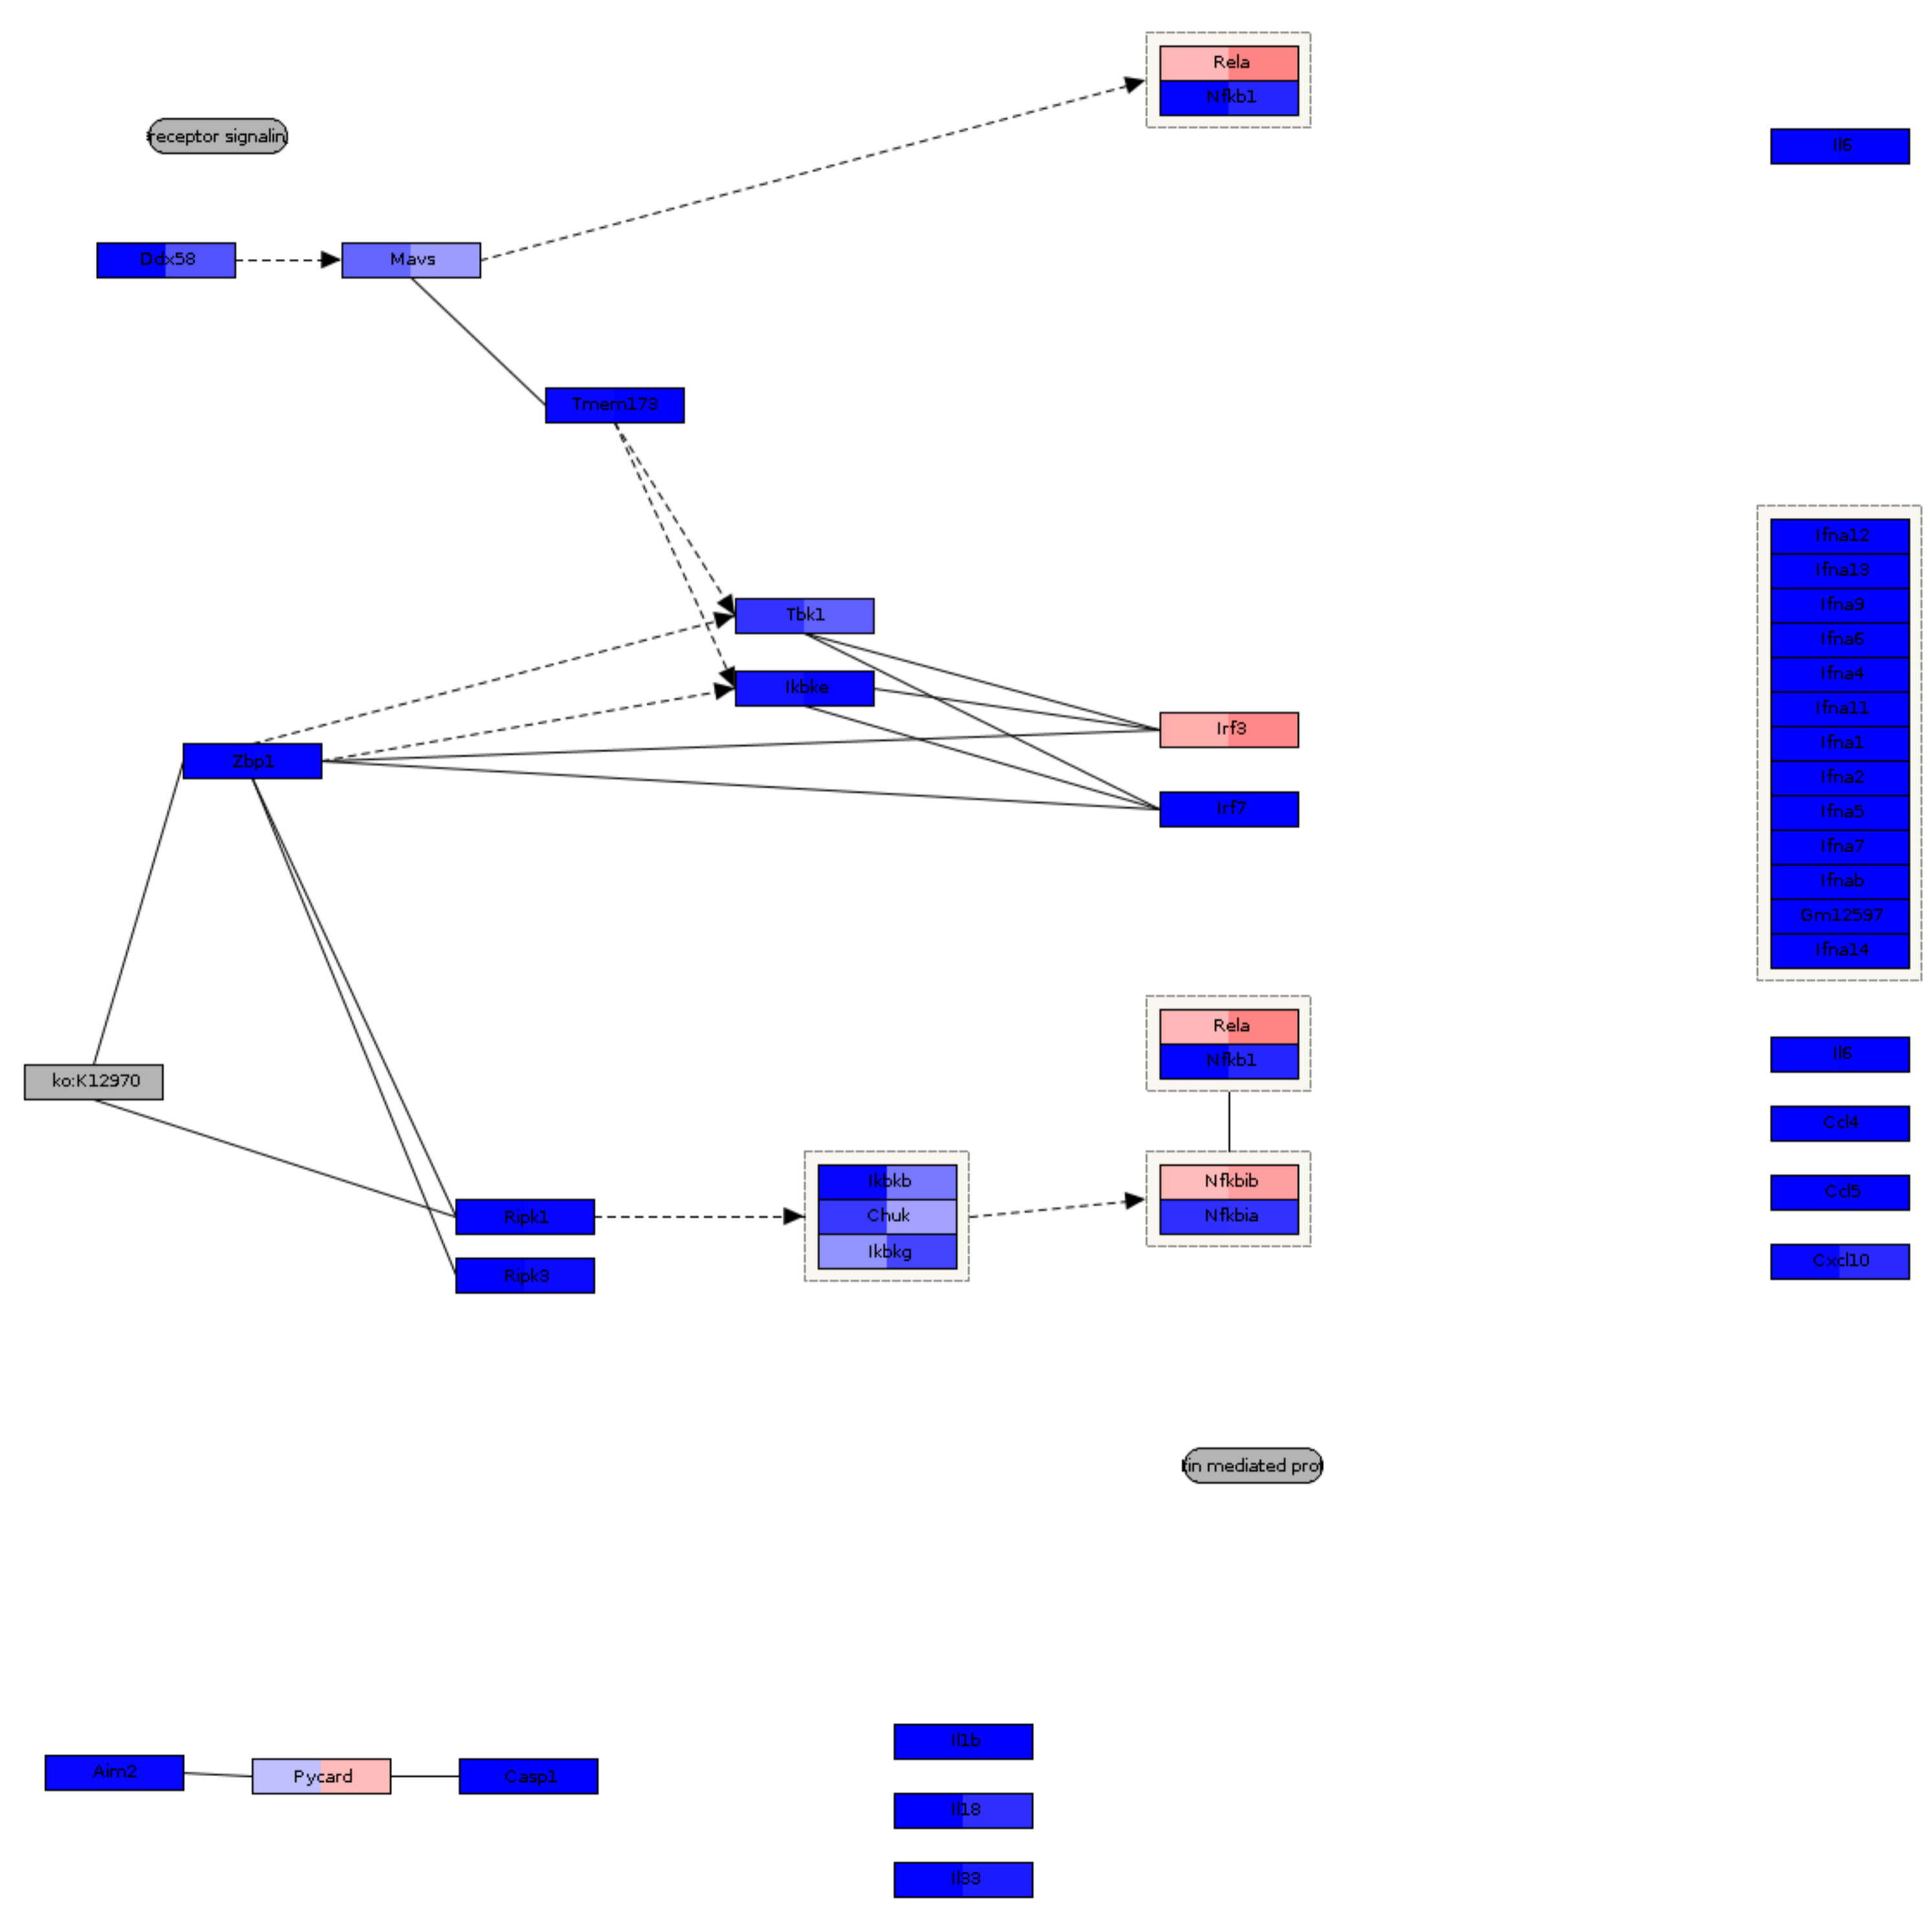 Rela
Nfkb1
receptor signalin
Il6
Ddx58
Mavs
Tmem173
Ifna12
Ifna13
Ifna9
Ifna6
Ifna4
Ifna11
Ifna1
Ifna2
Ifna5
Ifna7
Ifnab
Gm12597
Ifna14
Tbk1
Ikbke
Irf3
Zbp1
Irf7
Rela
Nfkb1
Il6
ko:K12970
Ccl4
Ikbkb
Chuk
Ikbkg
Nfkbib
Nfkbia
Ccl5
Ripk1
Ripk3
Cxcl10
tin mediated prot
Il1b
Aim2
Pycard
Casp1
Il18
Il33